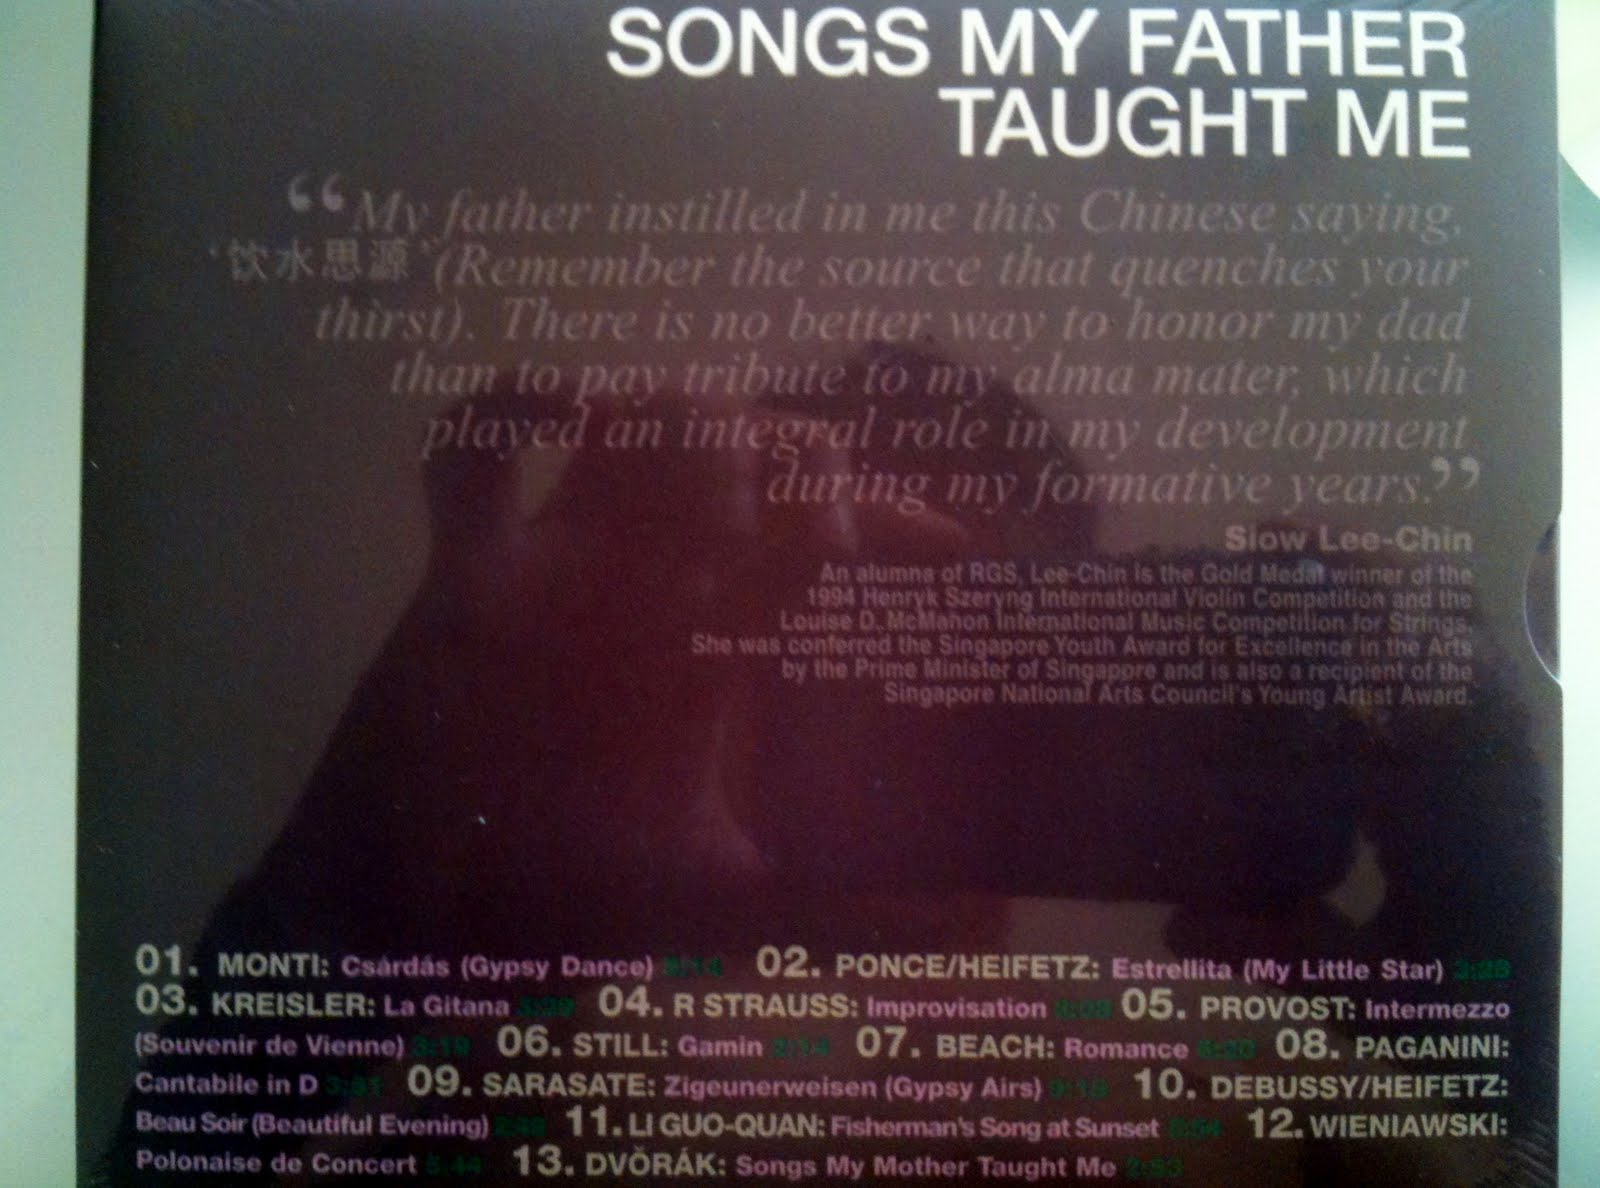 SONGS MY FATHER
TAUGHT ME
“My father instilled in me this Chinese saying,
‘饮水思源’ (Remember the source that quenches your
thirst). There is no better way to honor my dad
than to pay tribute to my alma mater, which
played an integral role in my development
during my formative years.”
Siow Lee-Chin
An alumna of RGS, Lee-Chin is the Gold Medal winner of the
1994 Henryk Szeryng International Violin Competition and the
Louise D. McMahon International Music Competition for Strings.
She was conferred the Singapore Youth Award for Excellence in the Arts
by the Prime Minister of Singapore and is also a recipient of the
Singapore National Arts Council's Young Artist Award.
01. MONTI: Csárdás (Gypsy Dance) 02. PONCE/HEIFETZ: Estrellita (My Little Star)
03. KREISLER: La Gitana 04. R STRAUSS: Improvisation 05. PROVOST: Intermezzo
(Souvenir de Vienne) 3:19 06. STILL: Gamin 07. BEACH: Romance 08. PAGANINI:
Cantabile in D 09. SARASATE: Zigeunerweisen (Gypsy Airs) 10. DEBUSSY/HEIFETZ:
Beau Soir (Beautiful Evening) 11. LI GUO-QUAN: Fisherman's Song at Sunset 12. WIENIAWSKI:
Polonaise de Concert 5:44 13. DVŎRÁK: Songs My Mother Taught Me 2:53